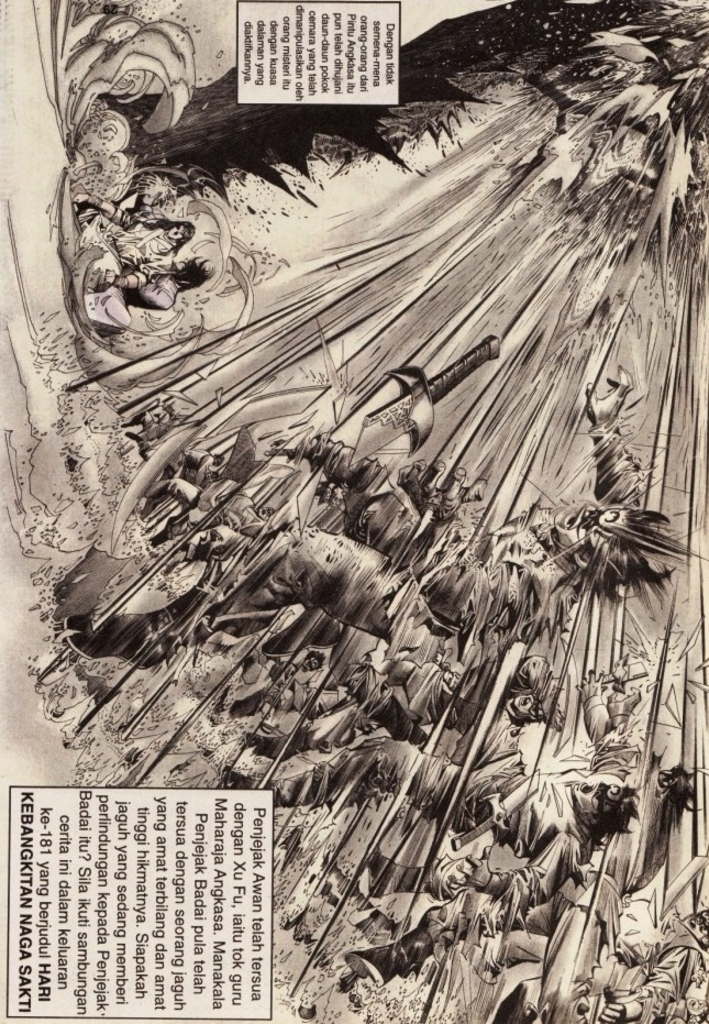 Dengan tidak
semena-mena
orang-orang dari
Pintu Angkasa itu
pun telah dihujani
daun-daun pokok
cemara yang telah
dimanipulasikan oleh
orang misteri itu
dengan kuasa
dalaman yang
diaktifkannya.
Penjejak Awan telah tersua
dengan Xu Fu, iaitu tok guru
Maharaja Angkasa. Manakala
Penjejak Badai pula telah
tersua dengan seorang jaguh
yang amat terbilang dan amat
tinggi hikmatnya. Siapakah
jaguh yang sedang memberi
perlindungan kepada Penjejak
Badai itu? Sila ikuti sambungan
cerita ini dalam keluaran
ke-181 yang berjudul HARI
KEBANGKITAN NAGA SAKTI